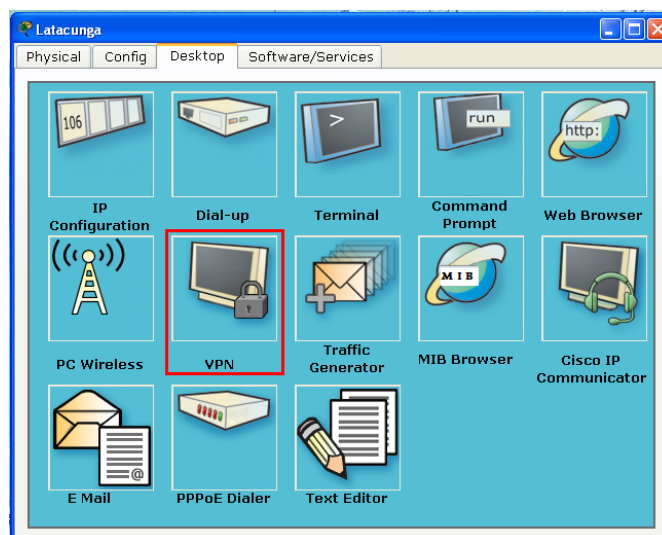 Latacunga
Physical Config Desktop Software/Services
106
>
run
http:
IP
Configuration
Dial-up
Terminal
Command
Prompt
Web Browser
PC Wireless
VPN
Traffic
Generator
MIB
MIB Browser
Cisco IP
Communicator
@
E Mail
PPPoE Dialer
Text Editor